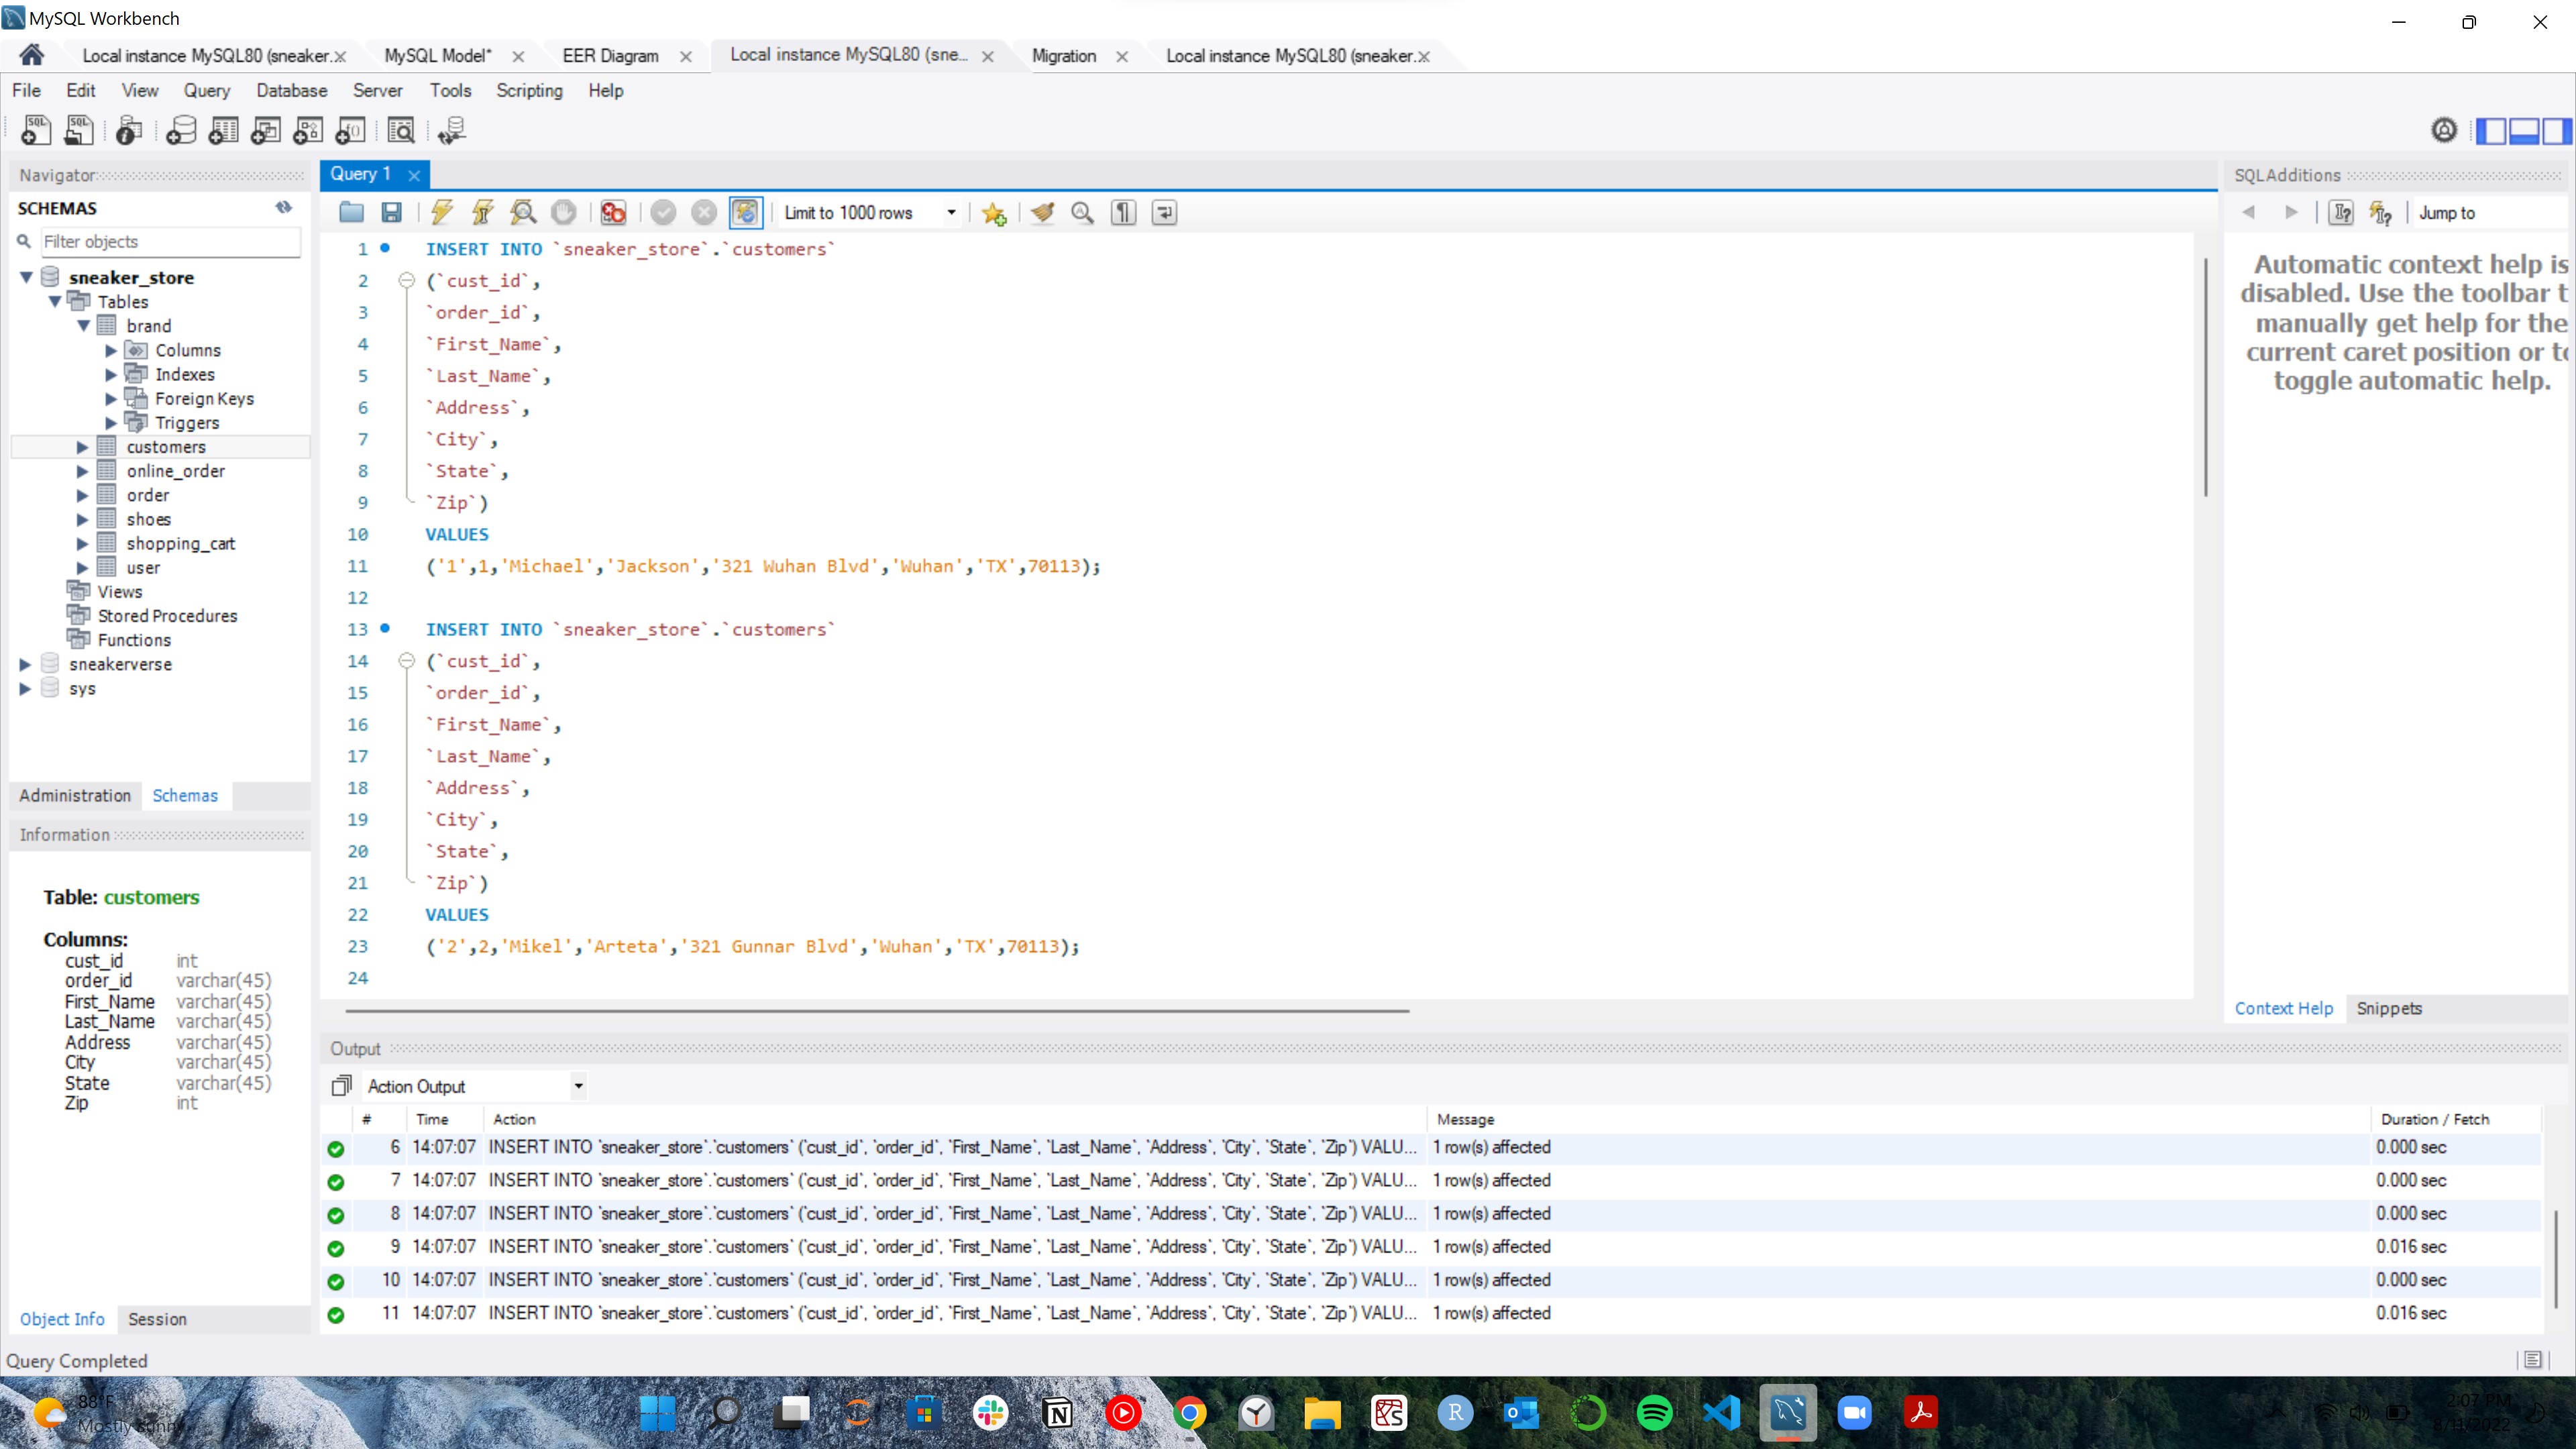 MySQL Workbench
Local instance MySQL80 (sneaker.
MySQL Model*
EER Diagram
Local instance MySQL80 (sne...
Migration
Local instance MySQL80 (sneaker.
File Edit View Query Database Server Tools Scripting Help
Navigator
SCHEMAS
Filter objects
sneaker_store
Tables
brand
Columns
Indexes
Foreign Keys
Triggers
customers
online_order
order
shoes
shopping_cart
user
Views
Stored Procedures
Functions
sneakerverse
sys
Administration Schemas
Information
Table: customers
Columns:
cust_id int
order_id varchar(45)
First_Name varchar(45)
Last_Name varchar(45)
Address varchar(45)
City varchar(45)
State varchar(45)
Zip int
Object Info Session
Query 1
Limit to 1000 rows
1 INSERT INTO `sneaker_store`.`customers`
2 (`cust_id`,
3 `order_id`,
4 `First_Name`,
5 `Last_Name`,
6 `Address`,
7 `City`,
8 `State`,
9 `Zip`)
10 VALUES
11 ('1',1,'Michael','Jackson','321 Wuhan Blvd','Wuhan','TX',70113);
12
13 INSERT INTO `sneaker_store`.`customers`
14 (`cust_id`,
15 `order_id`,
16 `First_Name`,
17 `Last_Name`,
18 `Address`,
19 `City`,
20 `State`,
21 `Zip`)
22 VALUES
23 ('2',2,'Mikel','Arteta','321 Gunnar Blvd','Wuhan','TX',70113);
24
SQLAdditions
Jump to
Automatic context help is
disabled. Use the toolbar t
manually get help for the
current caret position or to
toggle automatic help.
Context Help Snippets
Output
Action Output
# Time Action Message Duration / Fetch
6 14:07:07 INSERT INTO `sneaker_store`.`customers` (`cust_id`, `order_id`, `First_Name`, `Last_Name`, `Address`, `City`, `State`, `Zip`) VALU... 1 row(s) affected 0.000 sec
7 14:07:07 INSERT INTO `sneaker_store`.`customers` (`cust_id`, `order_id`, `First_Name`, `Last_Name`, `Address`, `City`, `State`, `Zip`) VALU... 1 row(s) affected 0.000 sec
8 14:07:07 INSERT INTO `sneaker_store`.`customers` (`cust_id`, `order_id`, `First_Name`, `Last_Name`, `Address`, `City`, `State`, `Zip`) VALU... 1 row(s) affected 0.000 sec
9 14:07:07 INSERT INTO `sneaker_store`.`customers` (`cust_id`, `order_id`, `First_Name`, `Last_Name`, `Address`, `City`, `State`, `Zip`) VALU... 1 row(s) affected 0.016 sec
10 14:07:07 INSERT INTO `sneaker_store`.`customers` (`cust_id`, `order_id`, `First_Name`, `Last_Name`, `Address`, `City`, `State`, `Zip`) VALU... 1 row(s) affected 0.000 sec
11 14:07:07 INSERT INTO `sneaker_store`.`customers` (`cust_id`, `order_id`, `First_Name`, `Last_Name`, `Address`, `City`, `State`, `Zip`) VALU... 1 row(s) affected 0.016 sec
Query Completed
88°F
Mostly sunny
2:07 PM
8/11/2022